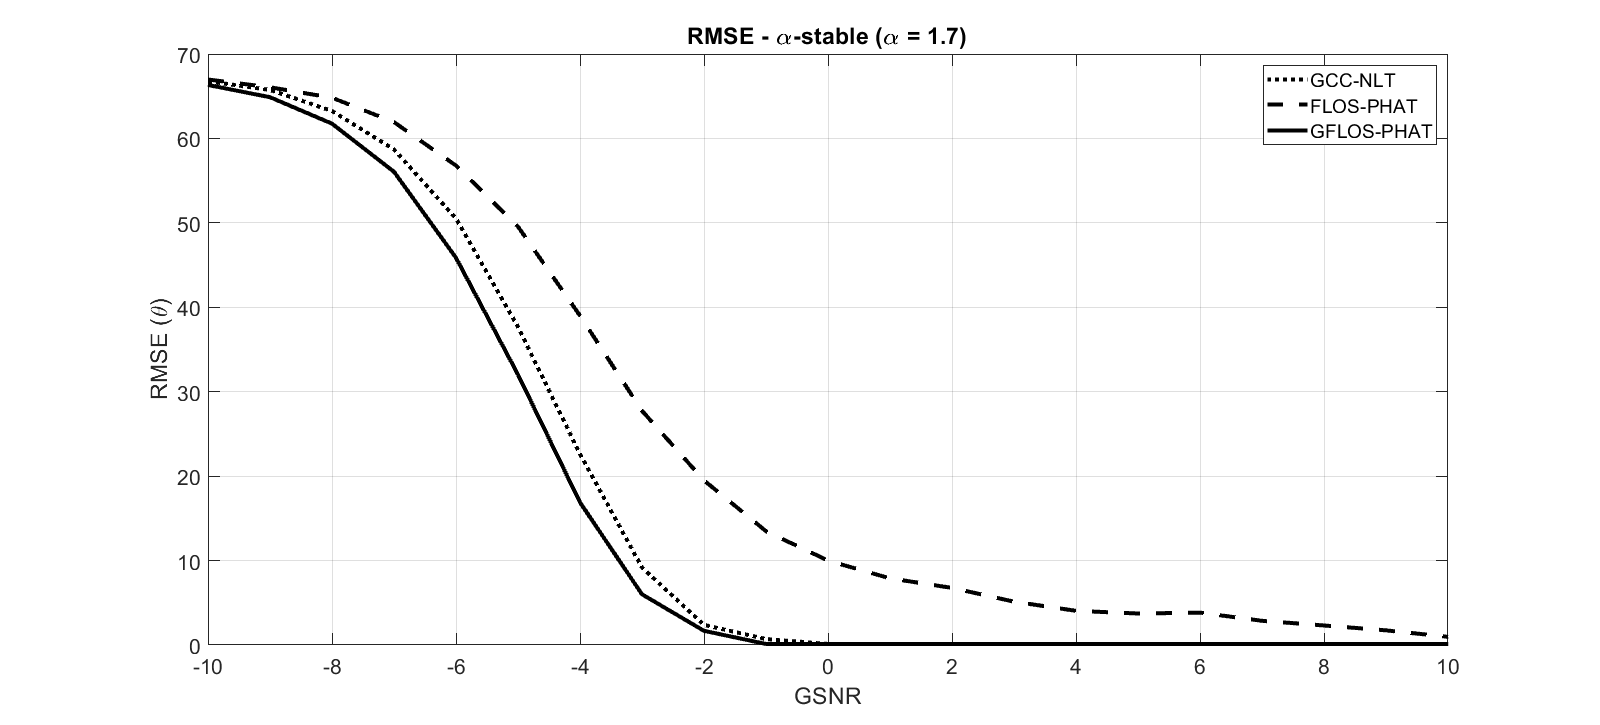 RMSE - α-stable (α = 1.7)
GCC-NLT
FLOS-PHAT
GFLOS-PHAT
RMSE (θ)
70
60
50
40
30
20
10
0
-10 -8 -6 -4 -2 0 2 4 6 8 10
GSNR